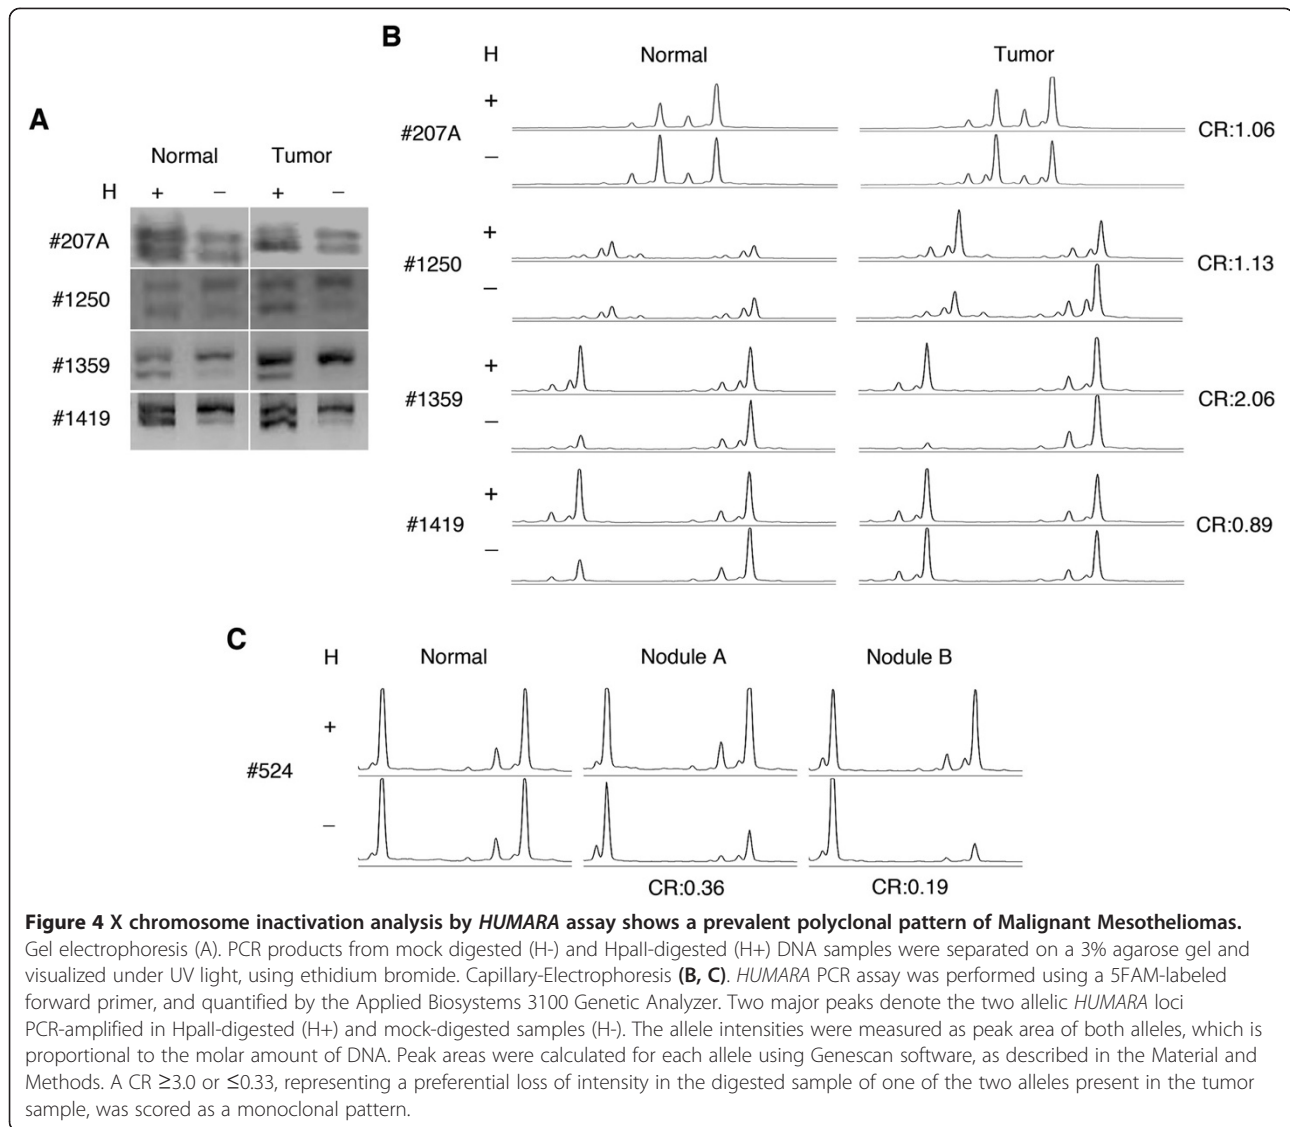 A
Normal Tumor
H + – + –
#207A
#1250
#1359
#1419
B
H Normal Tumor
+
#207A CR:1.06
–
+
#1250 CR:1.13
–
+
#1359 CR:2.06
–
+
#1419 CR:0.89
–
C
H Normal Nodule A Nodule B
+
#524
–
CR:0.36 CR:0.19
Figure 4 X chromosome inactivation analysis by HUMARA assay shows a prevalent polyclonal pattern of Malignant Mesotheliomas.
Gel electrophoresis (A). PCR products from mock digested (H-) and HpaII-digested (H+) DNA samples were separated on a 3% agarose gel and
visualized under UV light, using ethidium bromide. Capillary-Electrophoresis (B, C). HUMARA PCR assay was performed using a 5FAM-labeled
forward primer, and quantified by the Applied Biosystems 3100 Genetic Analyzer. Two major peaks denote the two allelic HUMARA loci
PCR-amplified in HpaII-digested (H+) and mock-digested samples (H-). The allele intensities were measured as peak area of both alleles, which is
proportional to the molar amount of DNA. Peak areas were calculated for each allele using Genescan software, as described in the Material and
Methods. A CR ≥3.0 or ≤0.33, representing a preferential loss of intensity in the digested sample of one of the two alleles present in the tumor
sample, was scored as a monoclonal pattern.